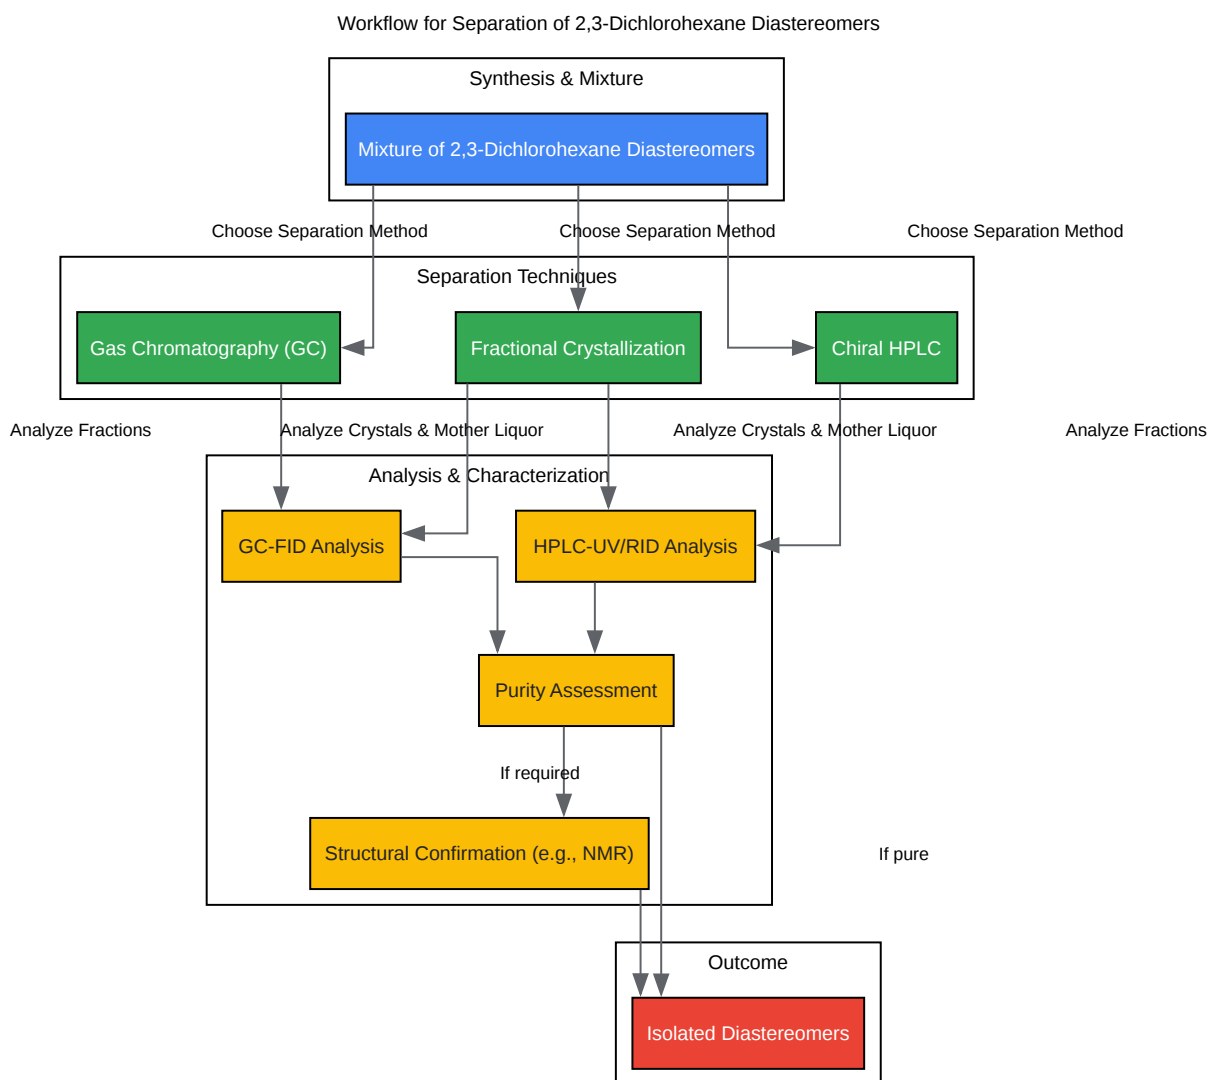 Workflow for Separation of 2,3-Dichlorohexane Diastereomers
Synthesis & Mixture
Mixture of 2,3-Dichlorohexane Diastereomers
Choose Separation Method
Choose Separation Method
Choose Separation Method
Separation Techniques
Gas Chromatography (GC)
Fractional Crystallization
Chiral HPLC
Analyze Fractions
Analyze Crystals & Mother Liquor
Analyze Crystals & Mother Liquor
Analyze Fractions
Analysis & Characterization
GC-FID Analysis
HPLC-UV/RID Analysis
Purity Assessment
If required
Structural Confirmation (e.g., NMR)
If pure
Outcome
Isolated Diastereomers